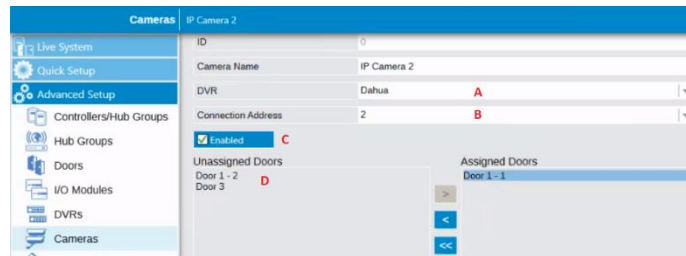 Cameras IP Camera 2
Live System
Quick Setup
Advanced Setup
Controllers/Hub Groups
Hub Groups
Doors
I/O Modules
DVRs
Cameras
ID 0
Camera Name IP Camera 2
DVR Dahua A
Connection Address 2 B
Enabled C
Unassigned Doors
Door 1 - 2
Door 3
D
>
<
<<
Assigned Doors
Door 1 - 1